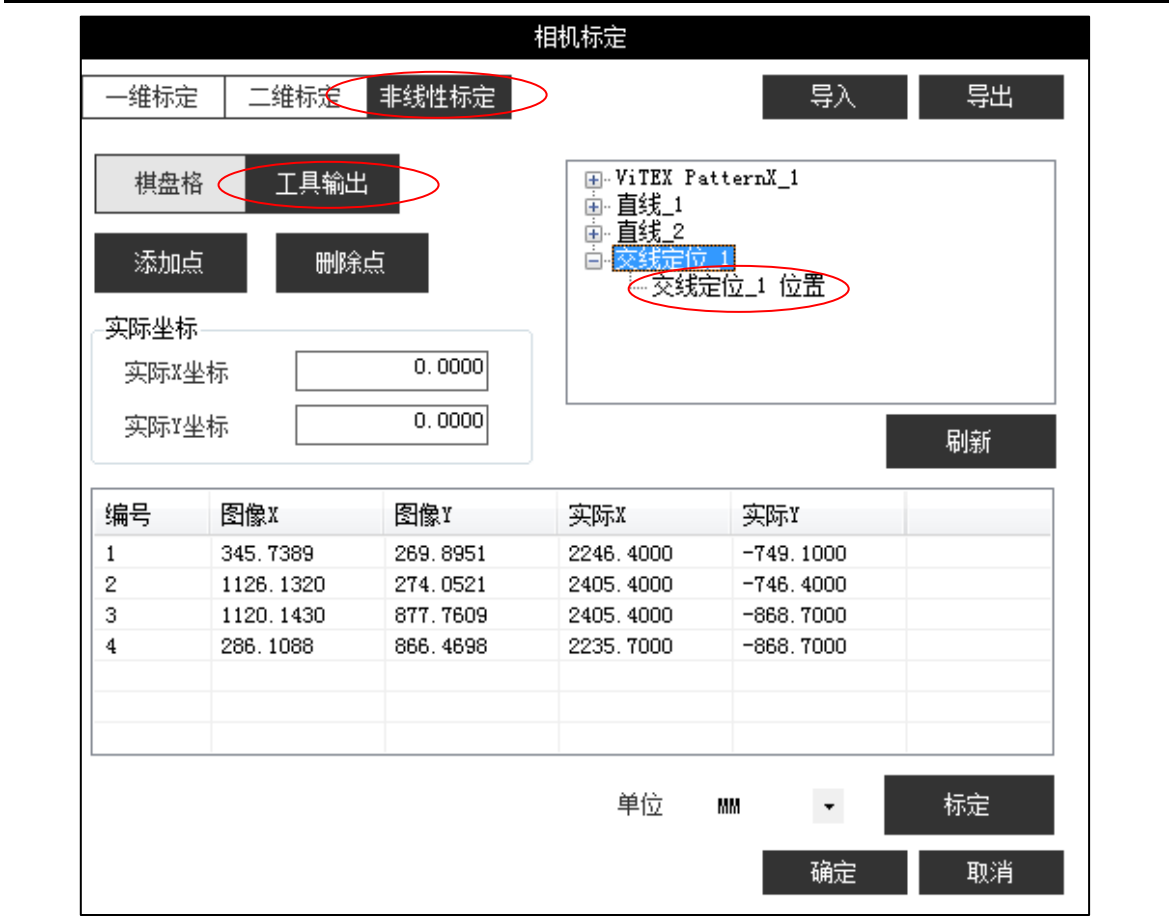 相机标定
一维标定 二维标定 非线性标定 导入 导出
棋盘格 工具输出
添加点 删除点
ViTEX PatternX_1
直线_1
直线_2
交线定位_1
交线定位_1 位置
实际坐标
实际X坐标 0.0000
实际Y坐标 0.0000
刷新
编号 图像X 图像Y 实际X 实际Y
1 345.7389 269.8951 2246.4000 -749.1000
2 1126.1320 274.0521 2405.4000 -746.4000
3 1120.1430 877.7609 2405.4000 -868.7000
4 286.1088 866.4698 2235.7000 -868.7000
单位 MM 标定
确定 取消